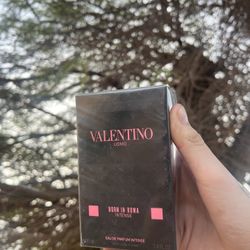 VALENTINO
UOMO
BORN IN ROMA
INTENSE
EAU DE PARFUM INTENSE